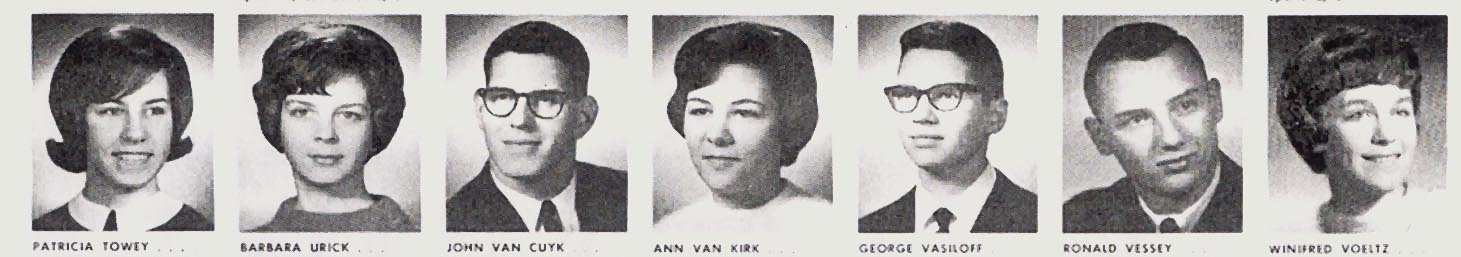 PATRICIA TOWEY . . .
BARBARA URICK . . .
JOHN VAN CUYK . . .
ANN VAN KIRK . . .
GEORGE VASILOFF
RONALD VESSEY . .
WINIFRED VOELTZ . . .